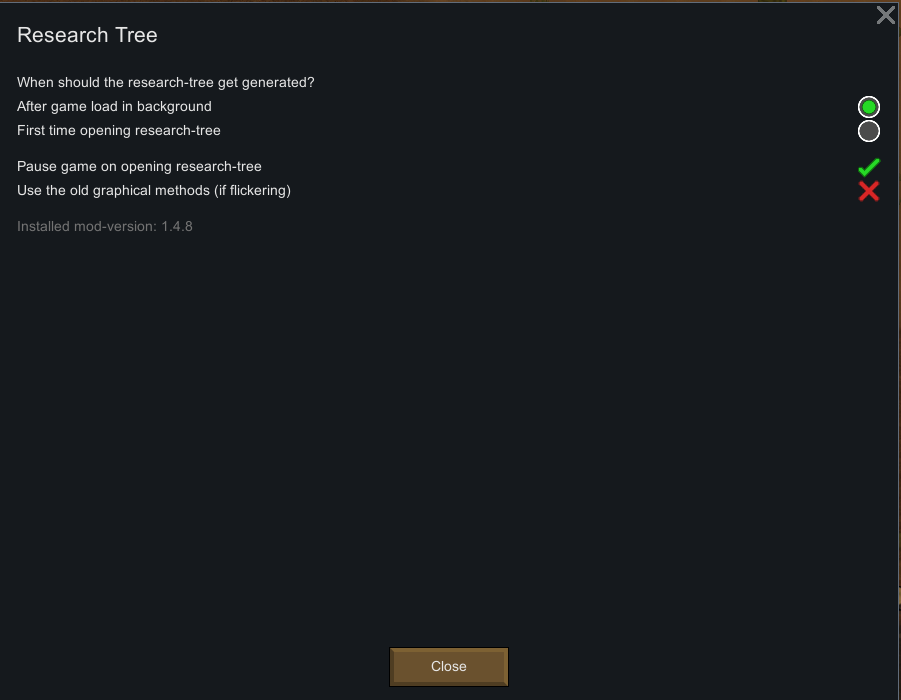 Research Tree
When should the research-tree get generated?
After game load in background
First time opening research-tree
Pause game on opening research-tree
Use the old graphical methods (if flickering)
Installed mod-version: 1.4.8
Close